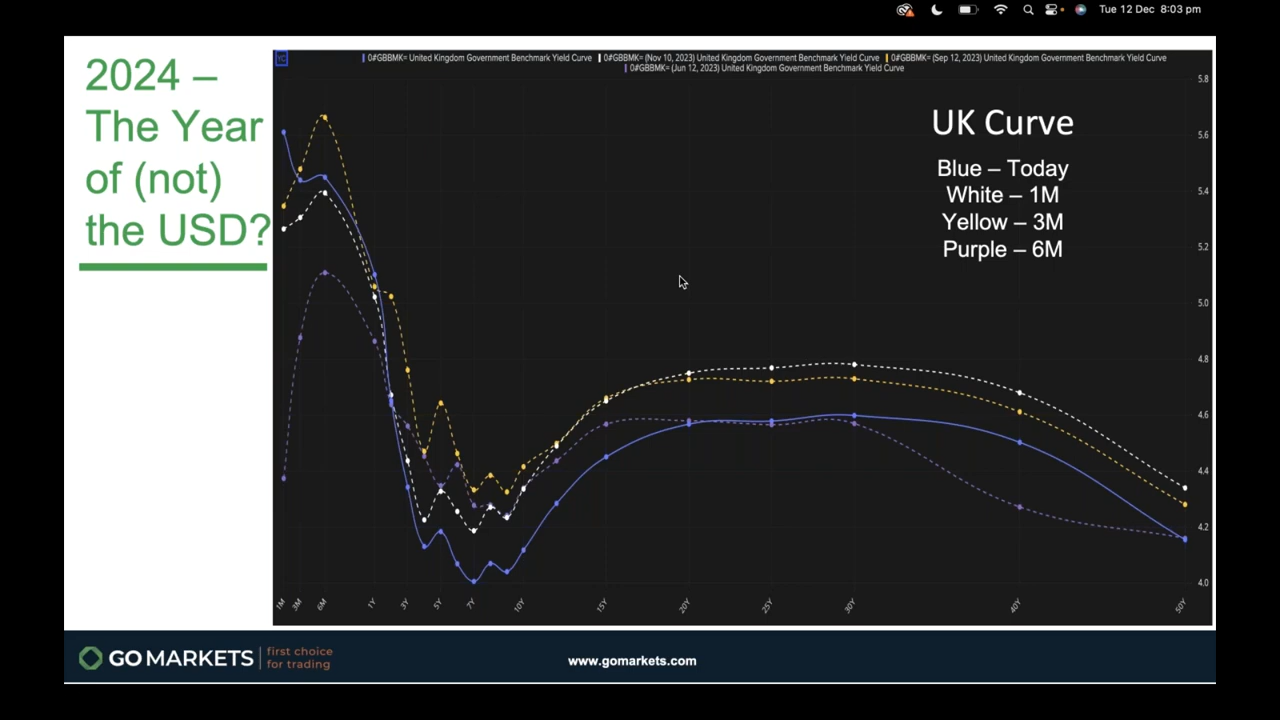 Tue 12 Dec 8:03 pm
2024 –
The Year
of (not)
the USD?
YC
0#GBBMK= United Kingdom Government Benchmark Yield Curve
0#GBBMK= (Nov 10, 2023) United Kingdom Government Benchmark Yield Curve
0#GBBMK= (Sep 12, 2023) United Kingdom Government Benchmark Yield Curve
0#GBBMK= (Jun 12, 2023) United Kingdom Government Benchmark Yield Curve
UK Curve
Blue – Today
White – 1M
Yellow – 3M
Purple – 6M
5.8
5.6
5.4
5.2
5.0
4.8
4.6
4.4
4.2
4.0
1M
3M
6M
1Y
3Y
5Y
7Y
10Y
15Y
20Y
25Y
30Y
40Y
50Y
GO MARKETS
first choice
for trading
www.gomarkets.com